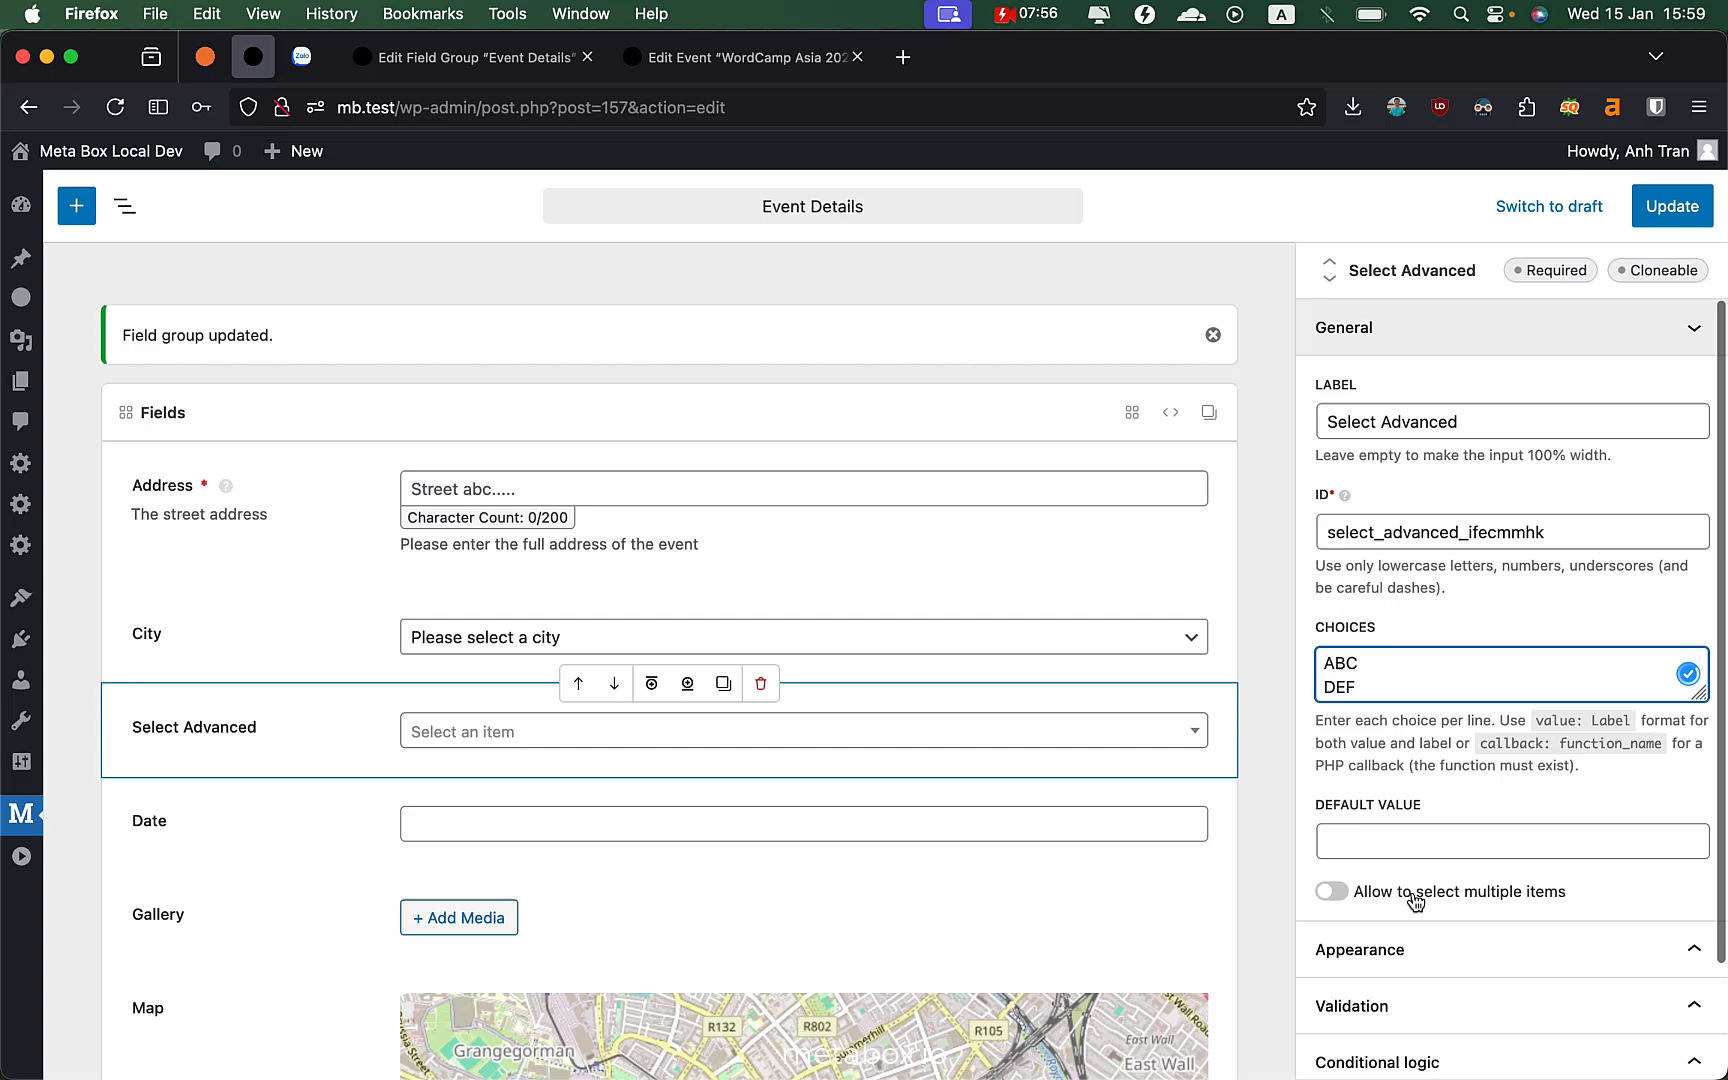 Firefox File Edit View History Bookmarks Tools Window Help 07:56 A Wed 15 Jan 15:59
Zalo Edit Field Group “Event Details” Edit Event “WordCamp Asia 202
mb.test/wp-admin/post.php?post=157&action=edit
Meta Box Local Dev 0 New Howdy, Anh Tran
Event Details Switch to draft Update
Select Advanced Required Cloneable
Field group updated.
Fields
Address *
The street address
Street abc.....
Character Count: 0/200
Please enter the full address of the event
City
Please select a city
Select Advanced
Select an item
Date
Gallery
+ Add Media
Map
R132 R802 R105
Grangegorman
East Wall Road
East Wall
metabox.io
M
General
LABEL
Select Advanced
Leave empty to make the input 100% width.
ID*
select_advanced_ifecmmhk
Use only lowercase letters, numbers, underscores (and
be careful dashes).
CHOICES
ABC
DEF
Enter each choice per line. Use value: Label format for
both value and label or callback: function_name for a
PHP callback (the function must exist).
DEFAULT VALUE
Allow to select multiple items
Appearance
Validation
Conditional logic